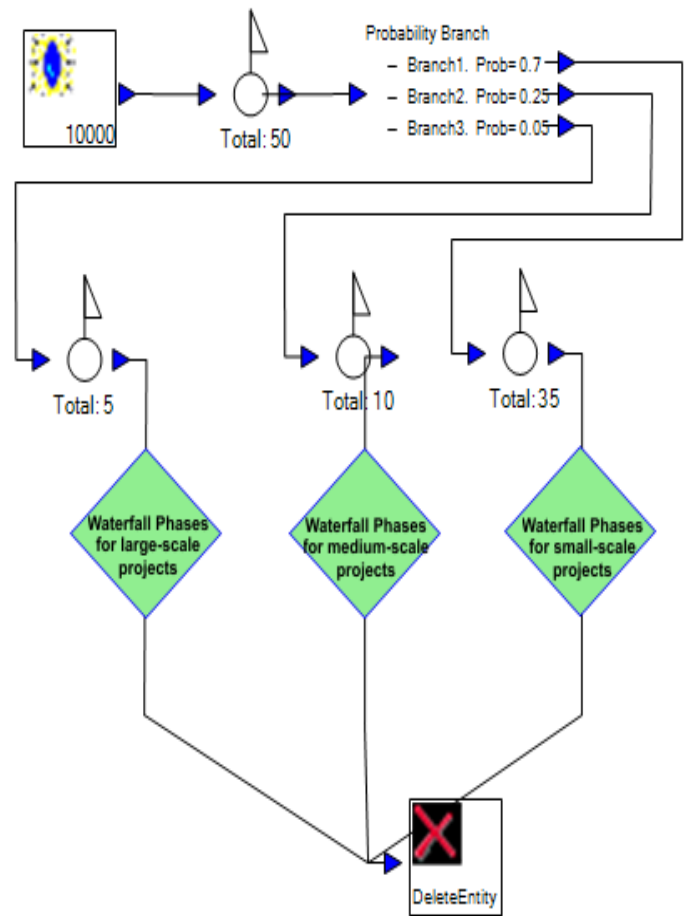 Probability Branch
– Branch1. Prob= 0.7
– Branch2. Prob= 0.25
– Branch3. Prob= 0.05
10000
Total: 50
Total: 5
Total: 10
Total: 35
Waterfall Phases
for large-scale
projects
Waterfall Phases
for medium-scale
projects
Waterfall Phases
for small-scale
projects
DeleteEntity